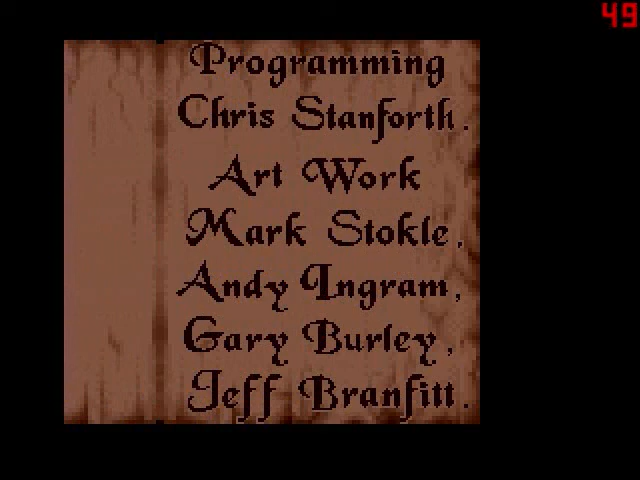 49
Programming
Chris Stanforth.
Art Work
Mark Stokle,
Andy Ingram,
Gary Burley,
Jeff Branfitt.